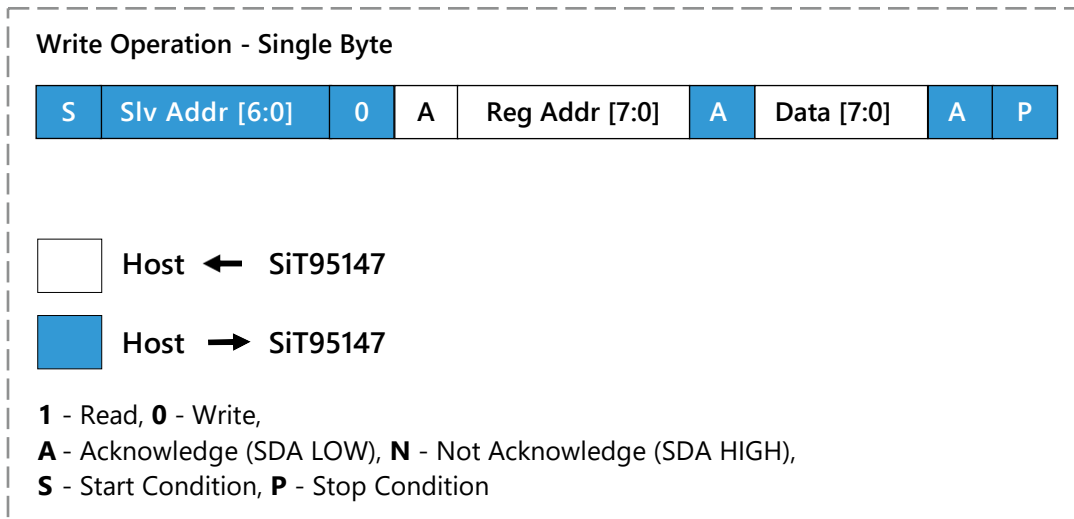 Write Operation - Single Byte
S Slv Addr [6:0] 0 A Reg Addr [7:0] A Data [7:0] A P
Host ← SiT95147
Host → SiT95147
1 - Read, 0 - Write,
A - Acknowledge (SDA LOW), N - Not Acknowledge (SDA HIGH),
S - Start Condition, P - Stop Condition